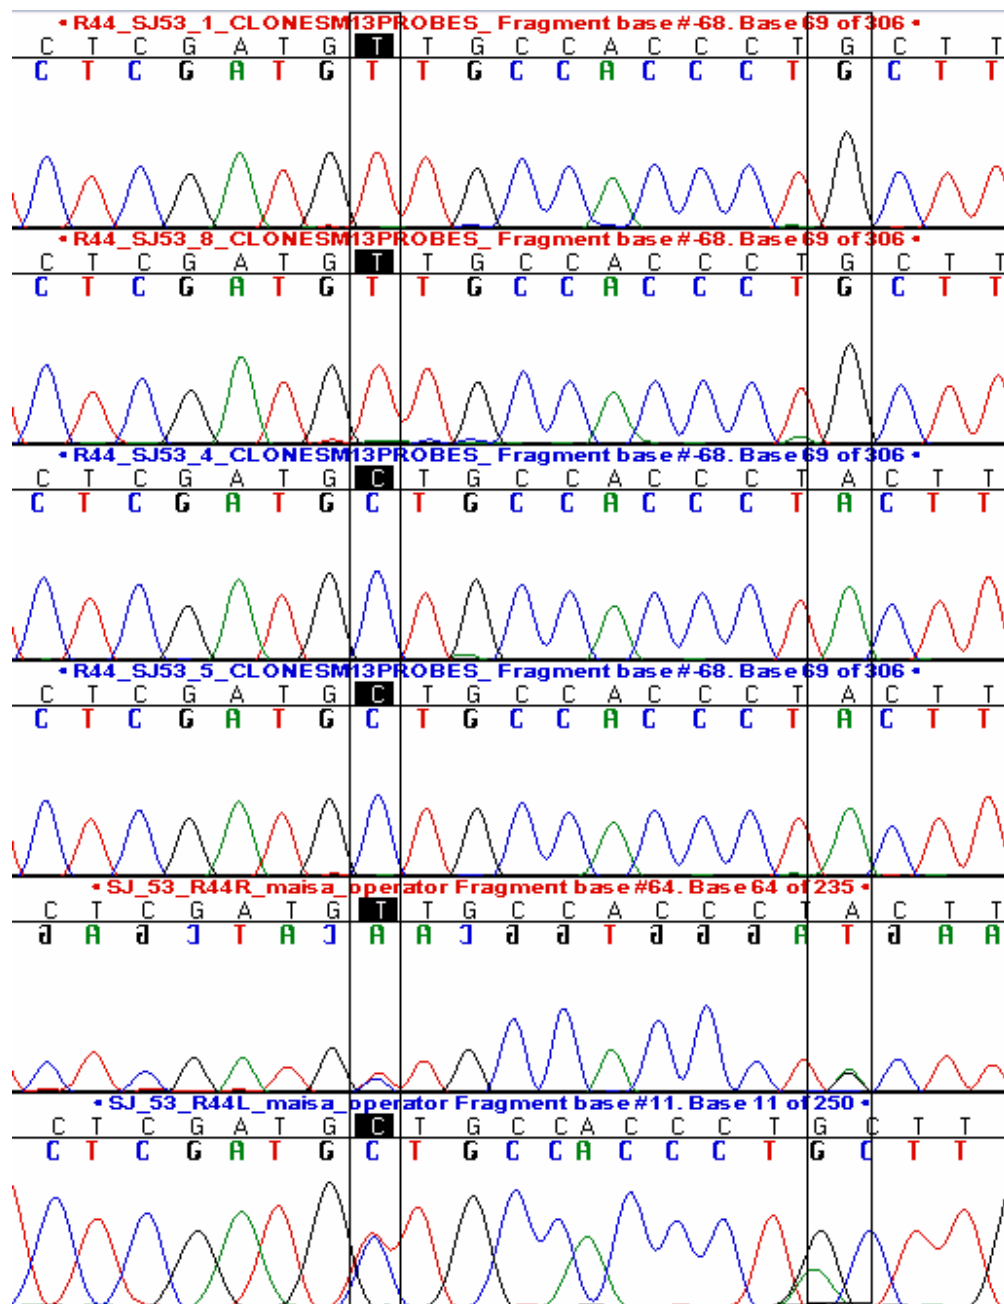 R44_SJ53_1_CLONESM13PROBES_ Fragment base #-68. Base 69 of 306
C T C G A T G T T G C C A C C C T G C T T
C T C G A T G T T G C C A C C C T G C T T
R44_SJ53_8_CLONESM13PROBES_ Fragment base #-68. Base 69 of 306
C T C G A T G T T G C C A C C C T G C T T
C T C G A T G T T G C C A C C C T G C T T
R44_SJ53_4_CLONESM13PROBES_ Fragment base #-68. Base 69 of 306
C T C G A T G C T G C C A C C C T A C T T
C T C G A T G C T G C C A C C C T A C T T
R44_SJ53_5_CLONESM13PROBES_ Fragment base #-68. Base 69 of 306
C T C G A T G C T G C C A C C C T A C T T
C T C G A T G C T G C C A C C C T A C T T
SJ_53_R44R_maisa_operator Fragment base #64. Base 64 of 235
C T C G A T G T T G C C A C C C T A C T T
G A G C T A C A A C G G T G G G A T G A A
SJ_53_R44L_maisa_operator Fragment base #11. Base 11 of 250
C T C G A T G C T G C C A C C C T G C T T
C T C G A T G C T G C C A C C C T G C T T